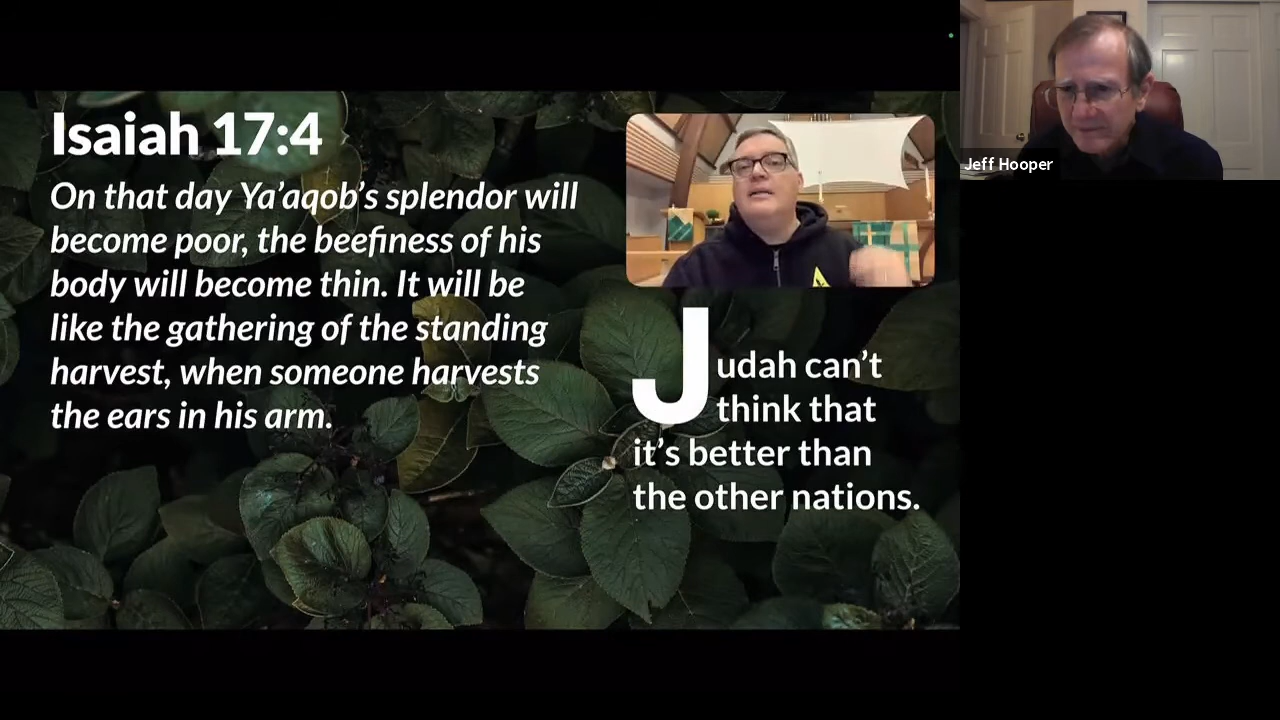 Isaiah 17:4
On that day Ya’aqob’s splendor will
become poor, the beefiness of his
body will become thin. It will be
like the gathering of the standing
harvest, when someone harvests
the ears in his arm.
Judah can’t
think that
it’s better than
the other nations.
Jeff Hooper